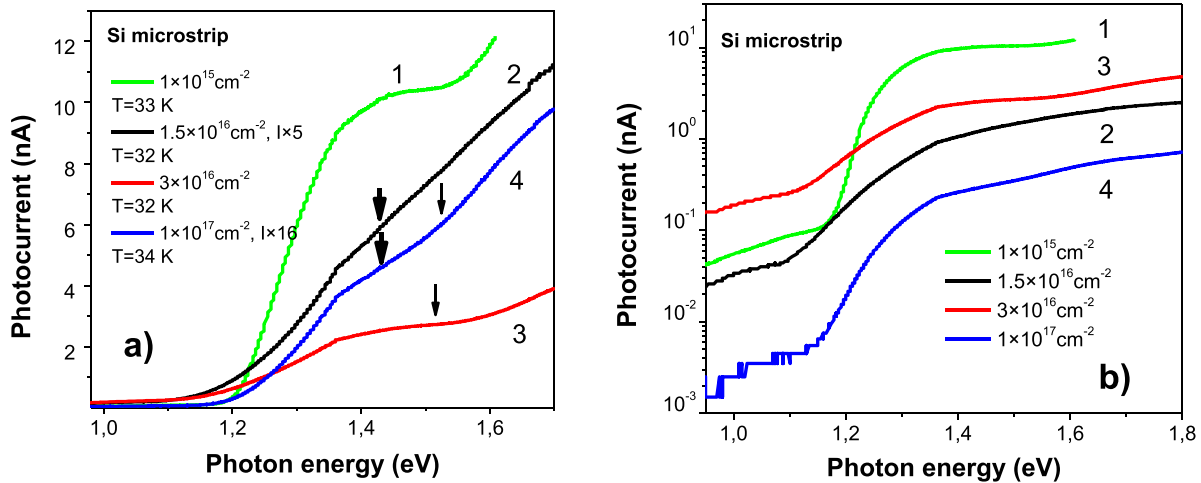 Si microstrip
1×10¹⁵cm⁻²
T=33 K
1.5×10¹⁶cm⁻², I×5
T=32 K
3×10¹⁶cm⁻²
T=32 K
1×10¹⁷cm⁻², I×16
T=34 K
1
2
4
3
a)
12
10
8
6
4
2
1,0
1,2
1,4
1,6
Photocurrent (nA)
Photon energy (eV)
Si microstrip
1
3
2
4
1×10¹⁵cm⁻²
1.5×10¹⁶cm⁻²
3×10¹⁶cm⁻²
1×10¹⁷cm⁻²
b)
10¹
10⁰
10⁻¹
10⁻²
10⁻³
1,0
1,2
1,4
1,6
1,8
Photocurrent (nA)
Photon energy (eV)